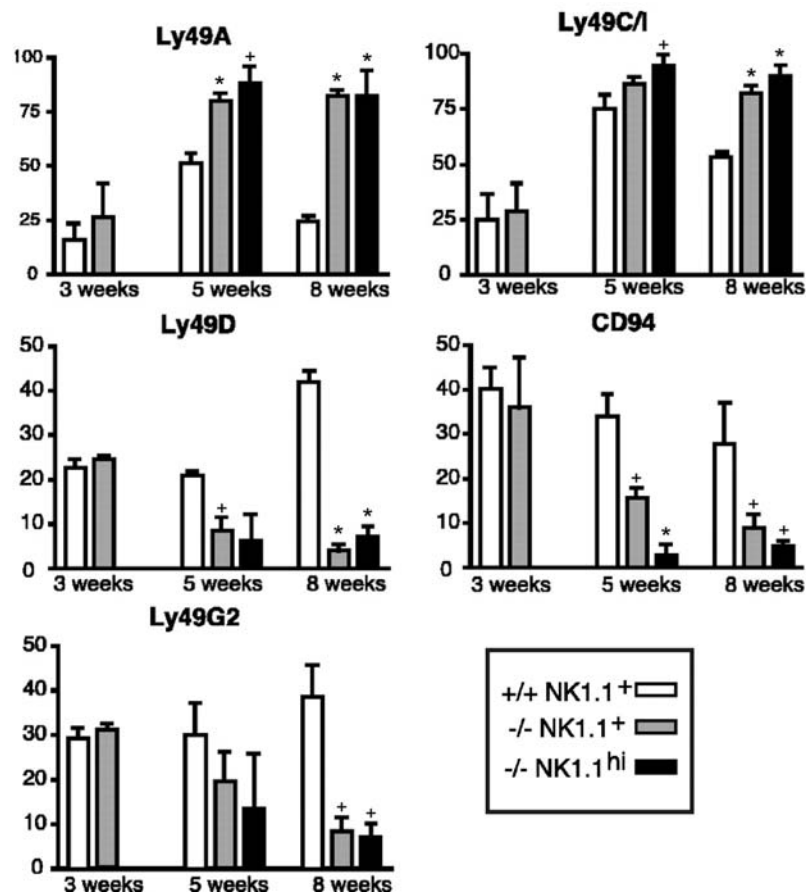 Ly49A
100
75
50
25
0
* + * *
3 weeks 5 weeks 8 weeks
Ly49C/I
100
75
50
25
0
+ * *
3 weeks 5 weeks 8 weeks
Ly49D
50
40
30
20
10
0
+ * *
3 weeks 5 weeks 8 weeks
CD94
50
40
30
20
10
0
+ * + +
3 weeks 5 weeks 8 weeks
Ly49G2
50
40
30
20
10
0
+ +
3 weeks 5 weeks 8 weeks
+/+ NK1.1+
-/- NK1.1+
-/- NK1.1hi